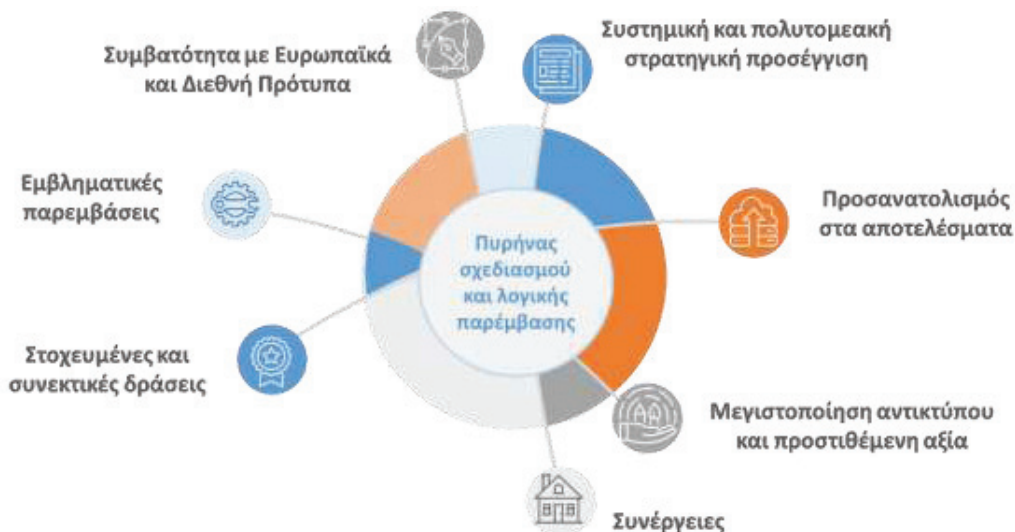 Συμβατότητα με Ευρωπαϊκά
και Διεθνή Πρότυπα
Συστημική και πολυτομεακή
στρατηγική προσέγγιση
Εμβληματικές
παρεμβάσεις
Προσανατολισμός
στα αποτελέσματα
Πυρήνας
σχεδιασμού
και λογικής
παρέμβασης
Στοχευμένες και
συνεκτικές δράσεις
Μεγιστοποίηση αντικτύπου
και προστιθέμενη αξία
Συνέργειες